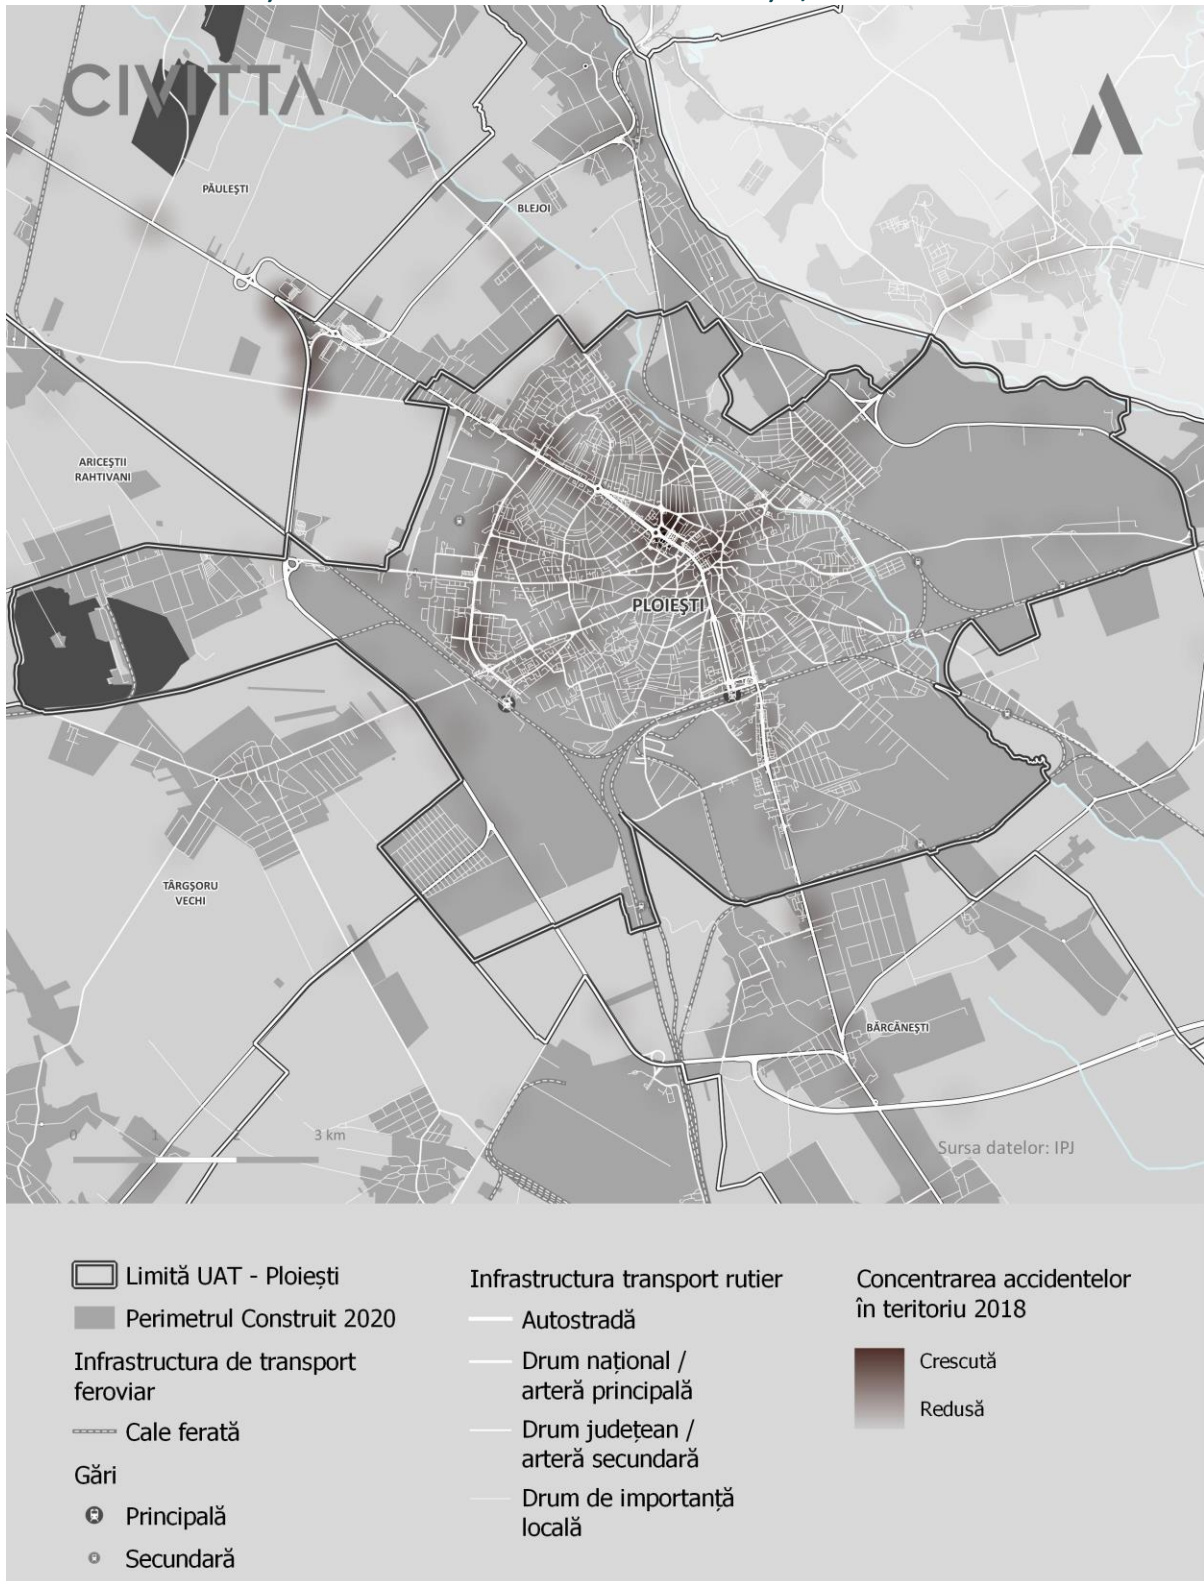 CIVITTA
PĂULEȘTI
BLEJOI
ARICEȘTII
RAHTIVANI
PLOIEȘTI
TÂRGȘORU
VECHI
BĂRCĂNEȘTI
0 1 2 3 km
Sursa datelor: IPJ
Limită UAT - Ploiești
Perimetrul Construit 2020
Infrastructura de transport
feroviar
Cale ferată
Gări
Principală
Secundară
Infrastructura transport rutier
Autostradă
Drum național /
arteră principală
Drum județean /
arteră secundară
Drum de importanță
locală
Concentrarea accidentelor
în teritoriu 2018
Crescută
Redusă